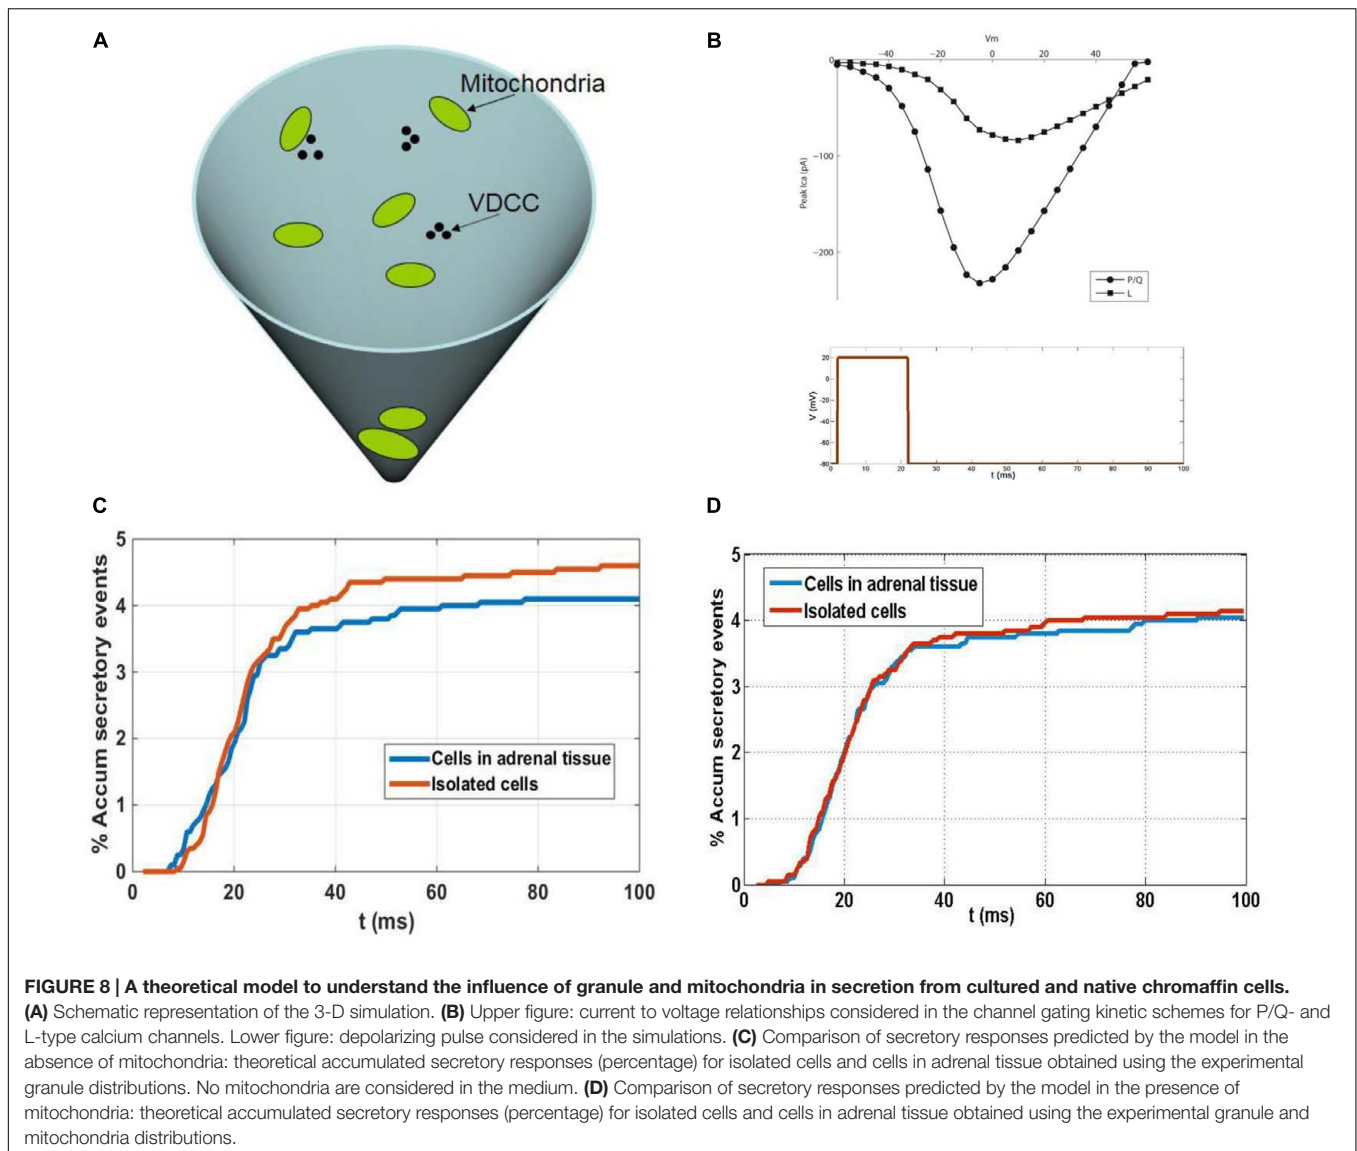 A
Mitochondria
VDCC
B
Vm
−40 −20 0 20 40
0
−100
−200
Peak Ica (pA)
P/Q
L
20
0
-20
-40
-60
-80
V (mV)
0 10 20 30 40 50 60 70 80 90 100
t (ms)
C
5
4
3
2
1
0
% Accum secretory events
Cells in adrenal tissue
Isolated cells
0 20 40 60 80 100
t (ms)
D
5
4
3
2
1
0
% Accum secretory events
Cells in adrenal tissue
Isolated cells
0 20 40 60 80 100
t (ms)
FIGURE 8 | A theoretical model to understand the influence of granule and mitochondria in secretion from cultured and native chromaffin cells.
(A) Schematic representation of the 3-D simulation. (B) Upper figure: current to voltage relationships considered in the channel gating kinetic schemes for P/Q- and
L-type calcium channels. Lower figure: depolarizing pulse considered in the simulations. (C) Comparison of secretory responses predicted by the model in the
absence of mitochondria: theoretical accumulated secretory responses (percentage) for isolated cells and cells in adrenal tissue obtained using the experimental
granule distributions. No mitochondria are considered in the medium. (D) Comparison of secretory responses predicted by the model in the presence of
mitochondria: theoretical accumulated secretory responses (percentage) for isolated cells and cells in adrenal tissue obtained using the experimental granule and
mitochondria distributions.